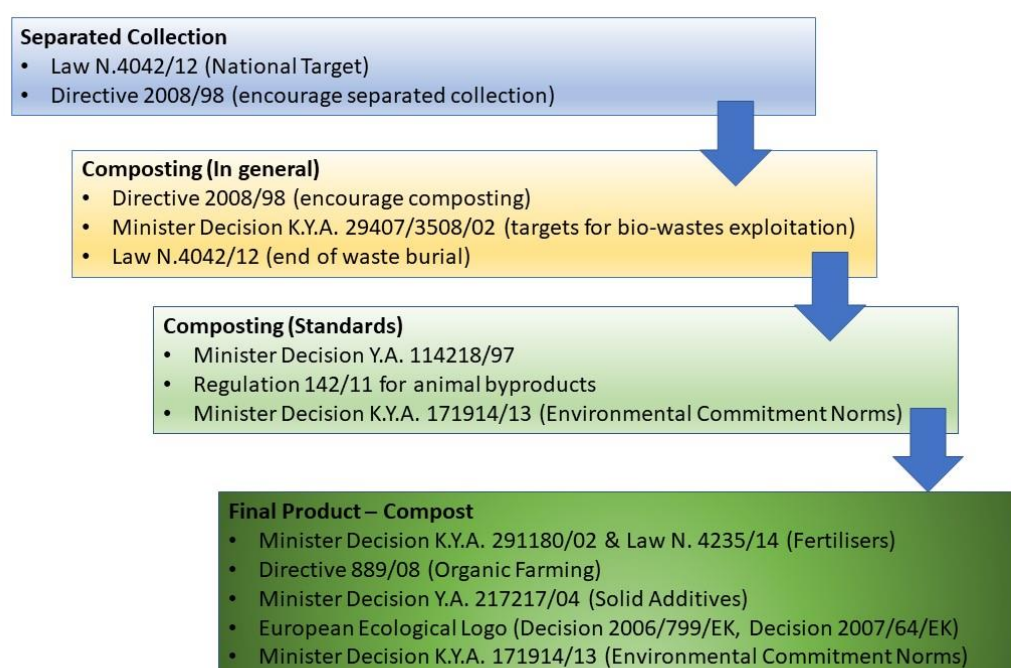 Separated Collection
• Law N.4042/12 (National Target)
• Directive 2008/98 (encourage separated collection)
Composting (In general)
• Directive 2008/98 (encourage composting)
• Minister Decision K.Y.A. 29407/3508/02 (targets for bio-wastes exploitation)
• Law N.4042/12 (end of waste burial)
Composting (Standards)
• Minister Decision Y.A. 114218/97
• Regulation 142/11 for animal byproducts
• Minister Decision K.Y.A. 171914/13 (Environmental Commitment Norms)
Final Product – Compost
• Minister Decision K.Y.A. 291180/02 & Law N. 4235/14 (Fertilisers)
• Directive 889/08 (Organic Farming)
• Minister Decision Y.A. 217217/04 (Solid Additives)
• European Ecological Logo (Decision 2006/799/EK, Decision 2007/64/EK)
• Minister Decision K.Y.A. 171914/13 (Environmental Commitment Norms)